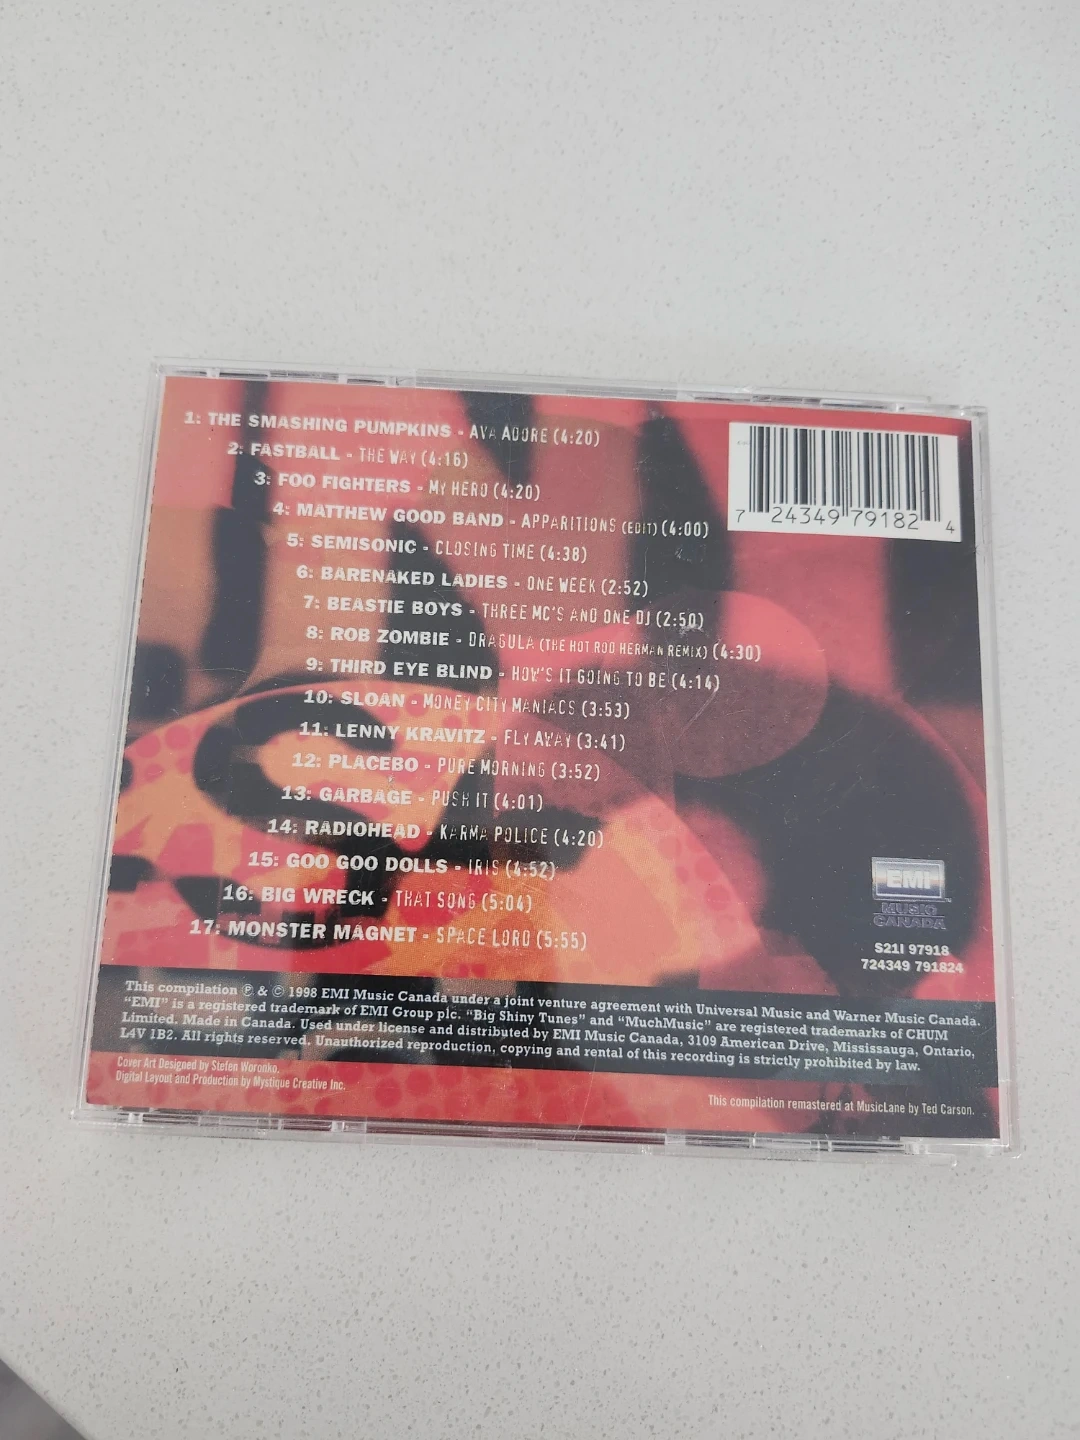 1: THE SMASHING PUMPKINS - AVA ADORE (4:20)
2: FASTBALL - THE WAY (4:16)
3: FOO FIGHTERS - MY HERO (4:20)
4: MATTHEW GOOD BAND - APPARITIONS (EDIT) (4:00)
5: SEMISONIC - CLOSING TIME (4:38)
6: BARENAKED LADIES - ONE WEEK (2:52)
7: BEASTIE BOYS - THREE MC'S AND ONE DJ (2:50)
8: ROB ZOMBIE - DRAGULA (THE HOT ROD HERMAN REMIX) (4:30)
9: THIRD EYE BLIND - HOW'S IT GOING TO BE (4:14)
10: SLOAN - MONEY CITY MANIACS (3:53)
11: LENNY KRAVITZ - FLY AWAY (3:41)
12: PLACEBO - PURE MORNING (3:52)
13: GARBAGE - PUSH IT (4:01)
14: RADIOHEAD - KARMA POLICE (4:20)
15: GOO GOO DOLLS - IRIS (4:52)
16: BIG WRECK - THAT SONG (5:04)
17: MONSTER MAGNET - SPACE LORD (5:55)
7 24349 79182 4
EMI
MUSIC
CANADA
S21I 97918
724349 791824
This compilation ℗ & © 1998 EMI Music Canada under a joint venture agreement with Universal Music and Warner Music Canada.
"EMI" is a registered trademark of EMI Group plc. "Big Shiny Tunes" and "MuchMusic" are registered trademarks of CHUM
Limited. Made in Canada. Used under license and distributed by EMI Music Canada, 3109 American Drive, Mississauga, Ontario,
L4V 1B2. All rights reserved. Unauthorized reproduction, copying and rental of this recording is strictly prohibited by law.
Cover Art Designed by Stefen Woronko.
Digital Layout and Production by Mystique Creative Inc.
This compilation remastered at MusicLane by Ted Carson.